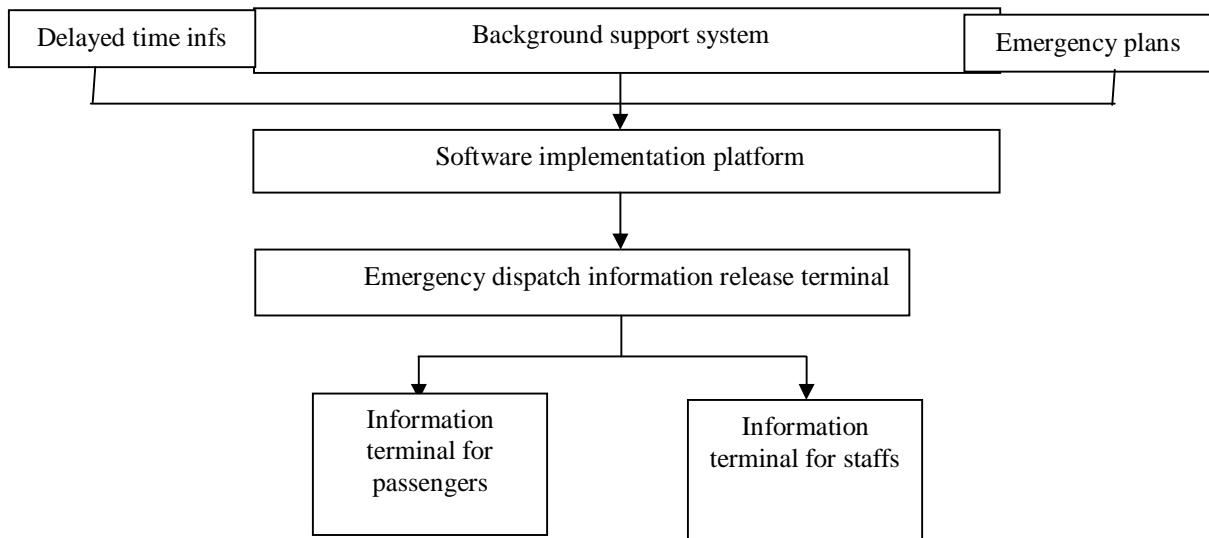 Delayed time infs
Background support system
Emergency plans
Software implementation platform
Emergency dispatch information release terminal
Information
terminal for
passengers
Information
terminal for staffs